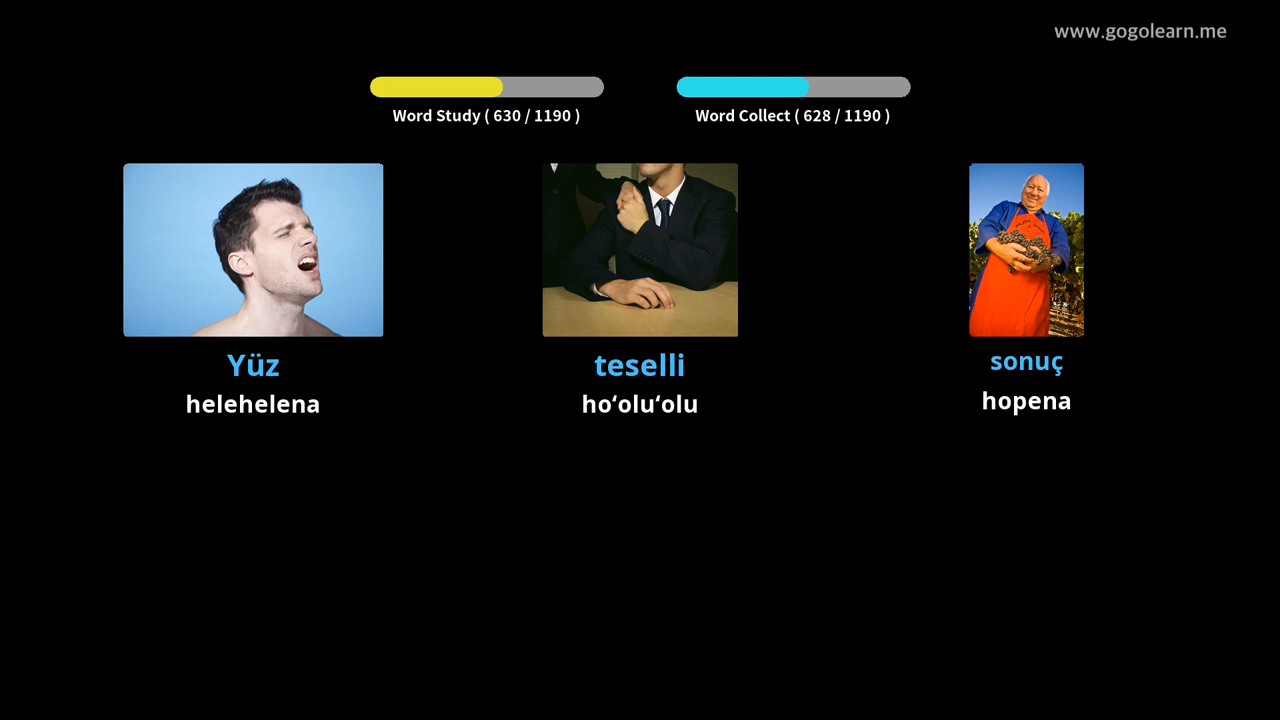 www.gogolearn.me
Word Study ( 630 / 1190 )
Word Collect ( 628 / 1190 )
Yüz
helehelena
teselli
hoʻoluʻolu
sonuç
hopena